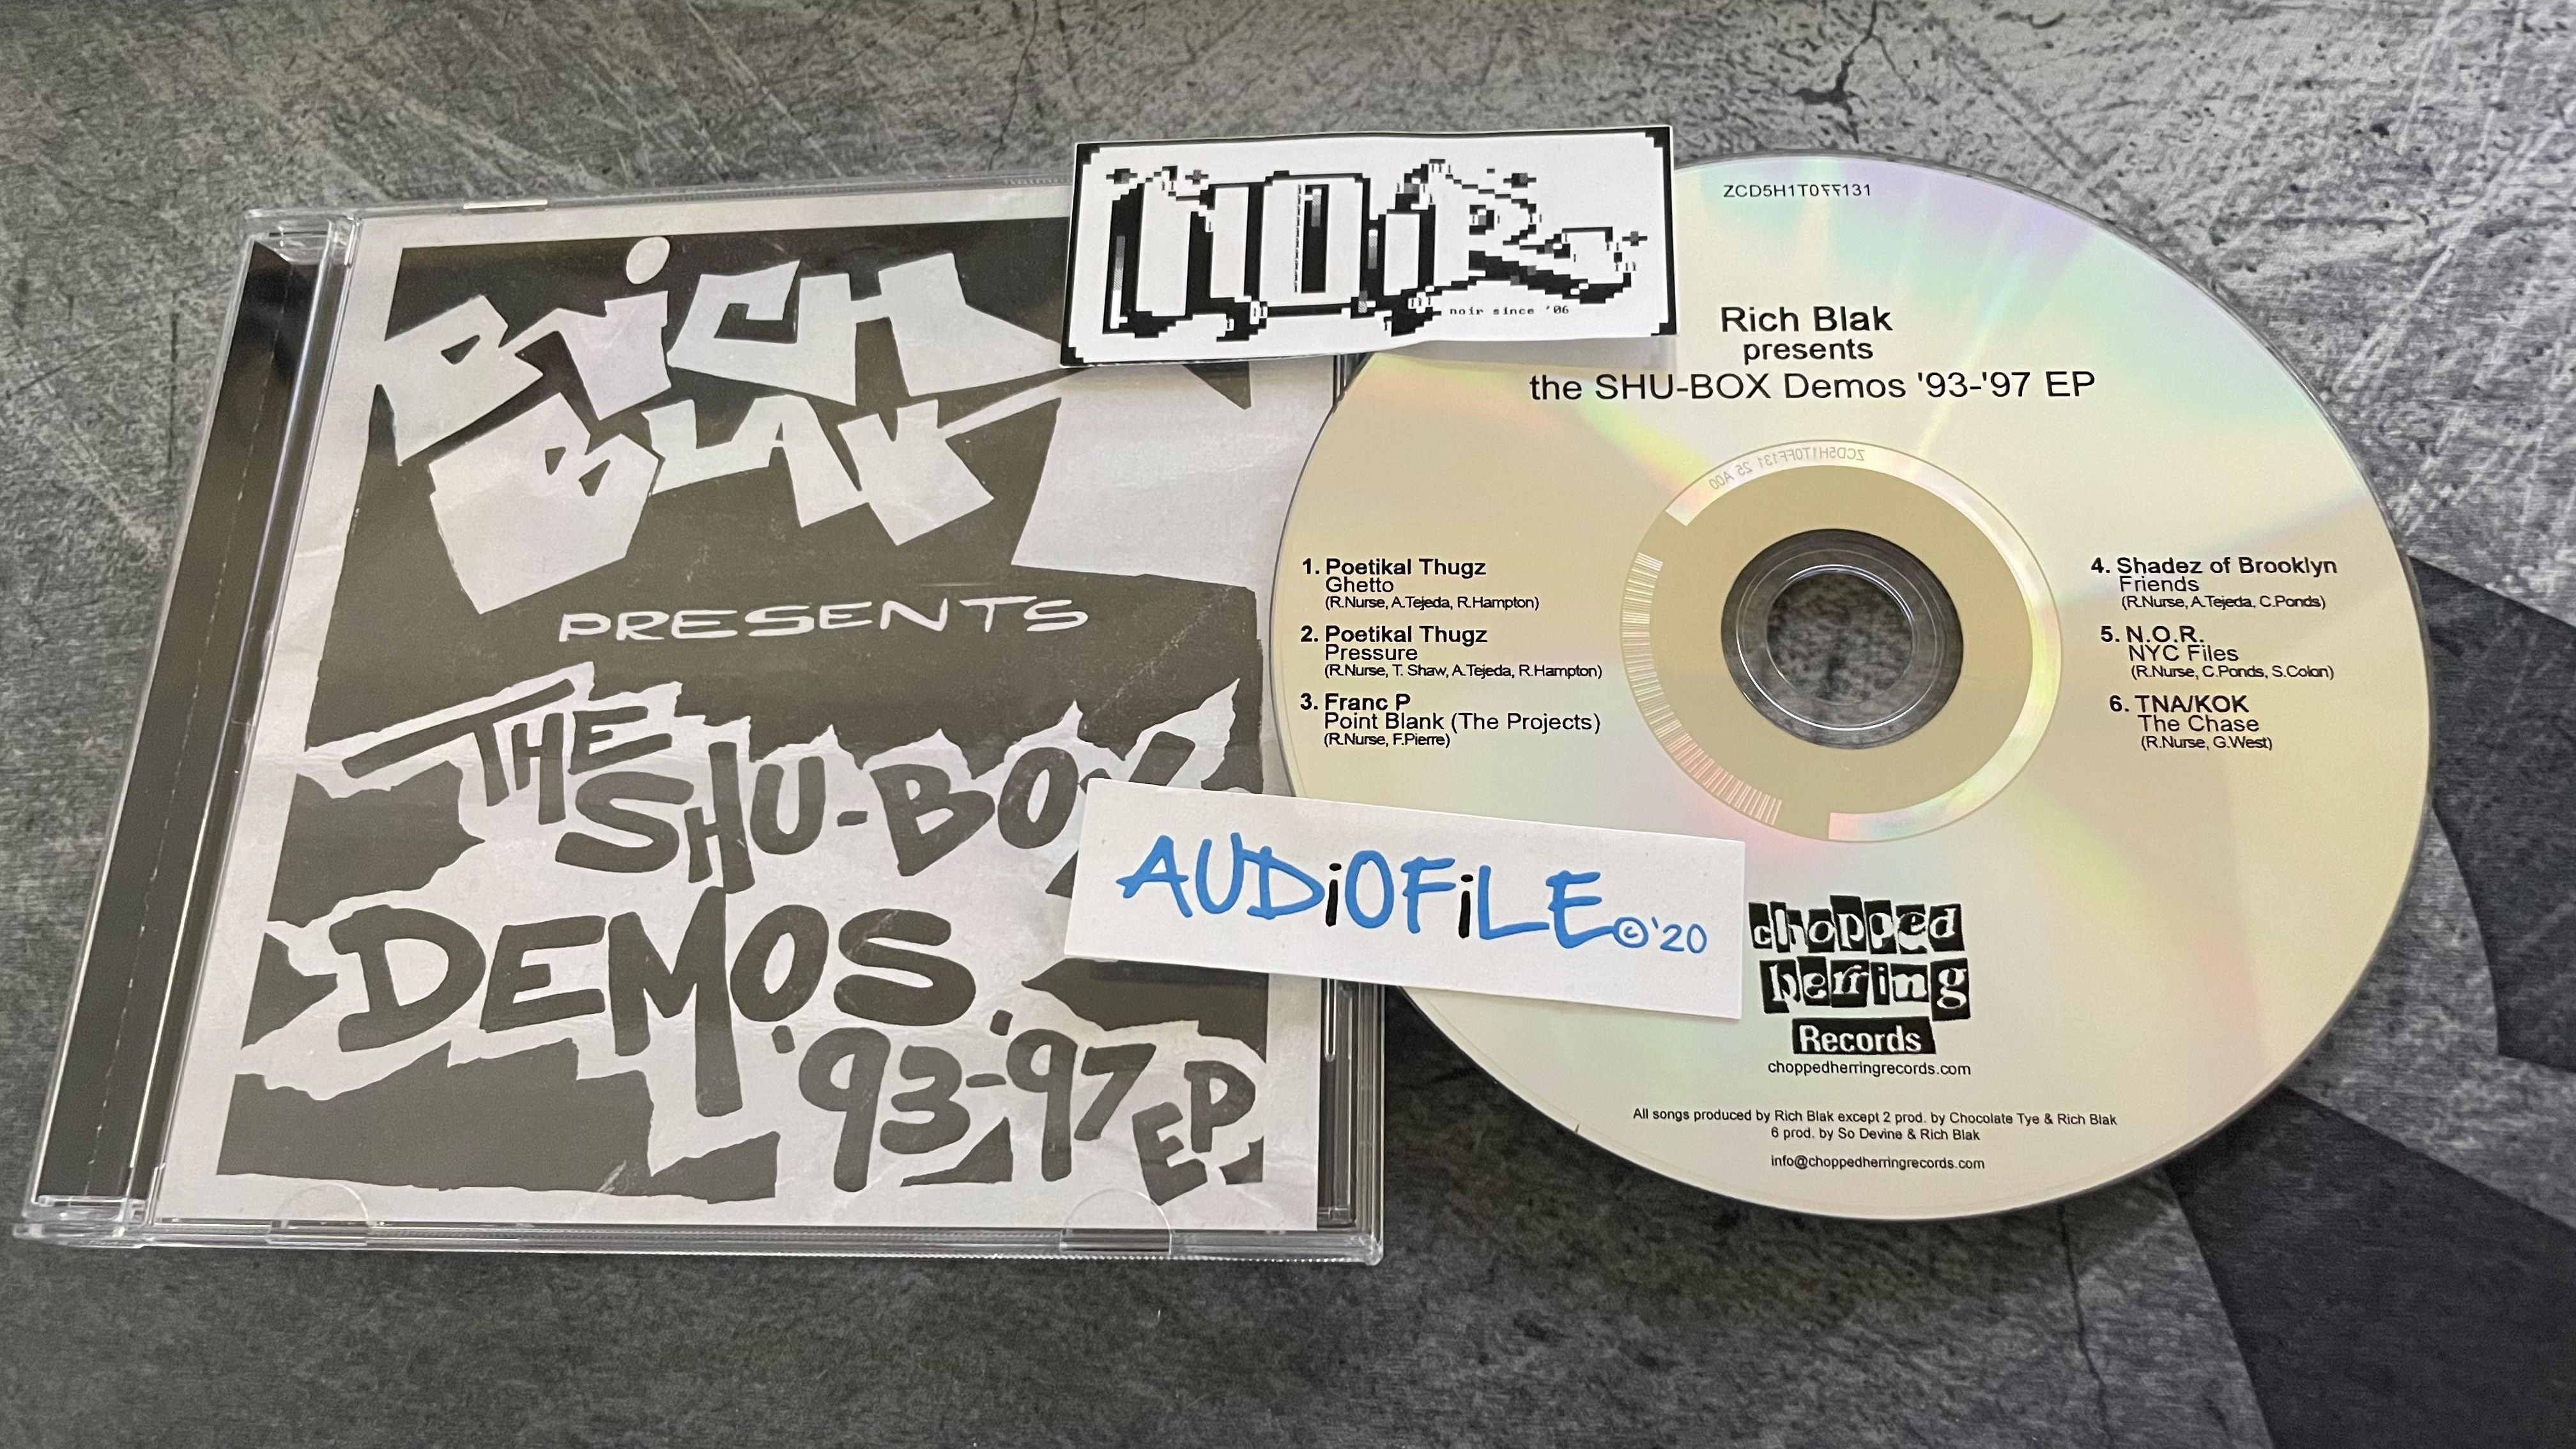 RiCH
BLAK
PRESENTS
THE
SHU-BOX
DEMOS
'93-'97 EP
NOiR
noir since '06
AUDiOFiLE ©'20
ZCD5H1T0FF131
Rich Blak
presents
the SHU-BOX Demos '93-'97 EP
ZCD5H1T0FF131 25 A00
1. Poetikal Thugz
Ghetto
(R.Nurse, A.Tejeda, R.Hampton)
2. Poetikal Thugz
Pressure
(R.Nurse, T. Shaw, A.Tejeda, R.Hampton)
3. Franc P
Point Blank (The Projects)
(R.Nurse, F.Pierre)
4. Shadez of Brooklyn
Friends
(R.Nurse, A.Tejeda, C.Ponds)
5. N.O.R.
NYC Files
(R.Nurse, C.Ponds, S.Colon)
6. TNA/KOK
The Chase
(R.Nurse, G.West)
chopped
herring
Records
choppedherringrecords.com
All songs produced by Rich Blak except 2 prod. by Chocolate Tye & Rich Blak
6 prod. by So Devine & Rich Blak
info@choppedherringrecords.com